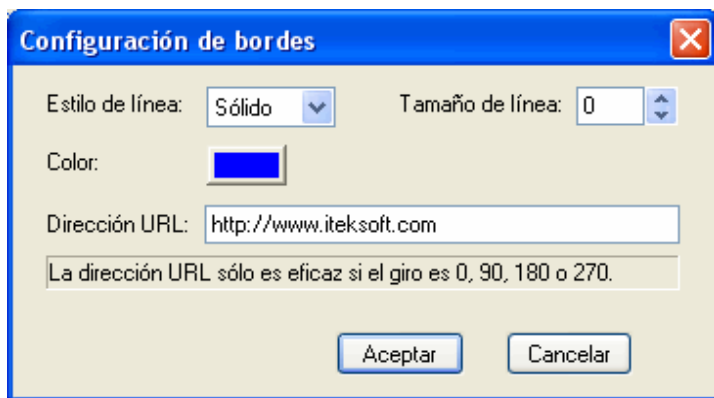 Configuración de bordes
Estilo de línea: Sólido Tamaño de línea: 0
Color:
Dirección URL: http://www.iteksoft.com
La dirección URL sólo es eficaz si el giro es 0, 90, 180 o 270.
Aceptar Cancelar